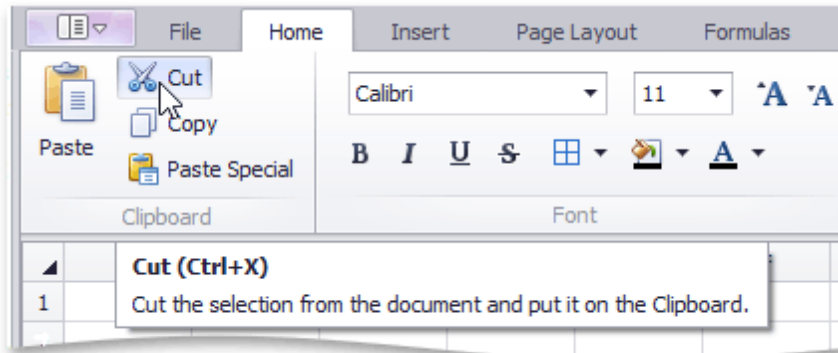 File Home Insert Page Layout Formulas
Cut
Calibri 11 A A
Copy
Paste
B I U S A
Paste Special
Clipboard Font
Cut (Ctrl+X)
1
Cut the selection from the document and put it on the Clipboard.